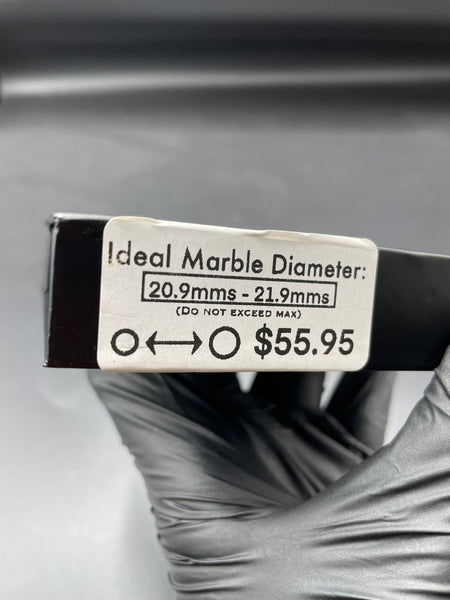 Ideal Marble Diameter:
20.9mms - 21.9mms
(DO NOT EXCEED MAX)
$55.95